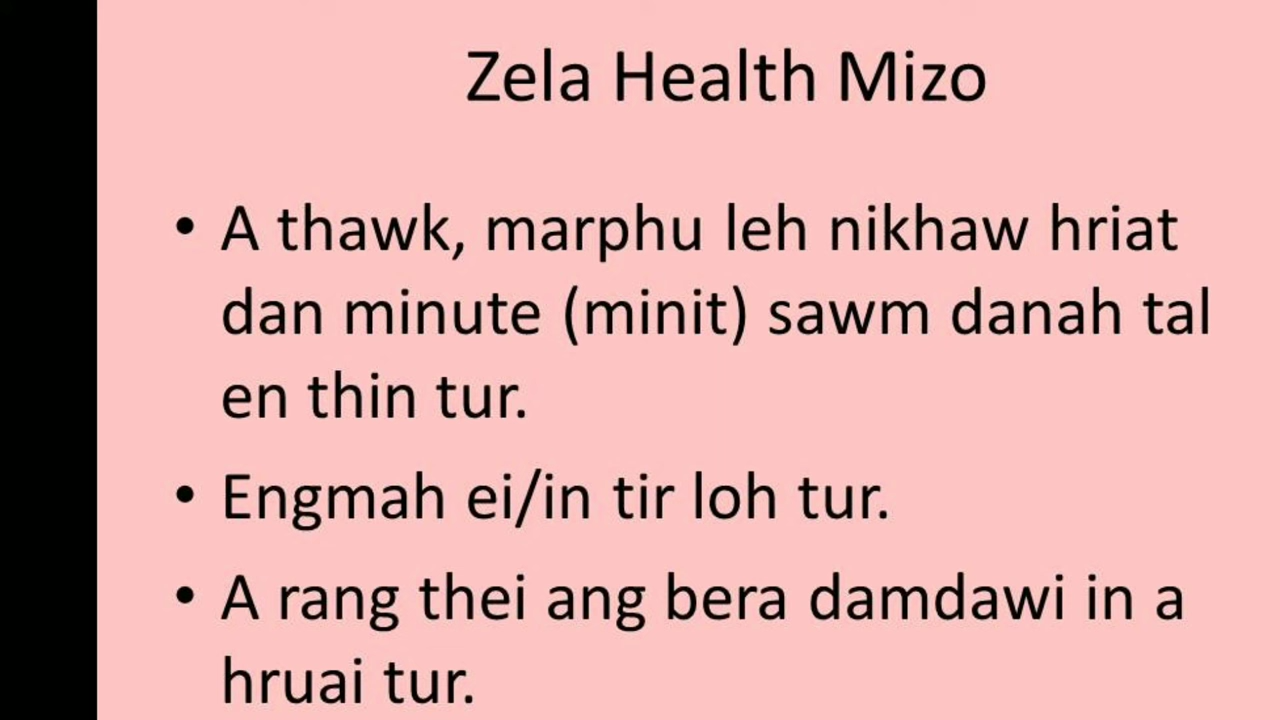 Zela Health Mizo
• A thawk, marphu leh nikhaw hriat
dan minute (minit) sawm danah tal
en thin tur.
• Engmah ei/in tir loh tur.
• A rang thei ang bera damdawi in a
hruai tur.